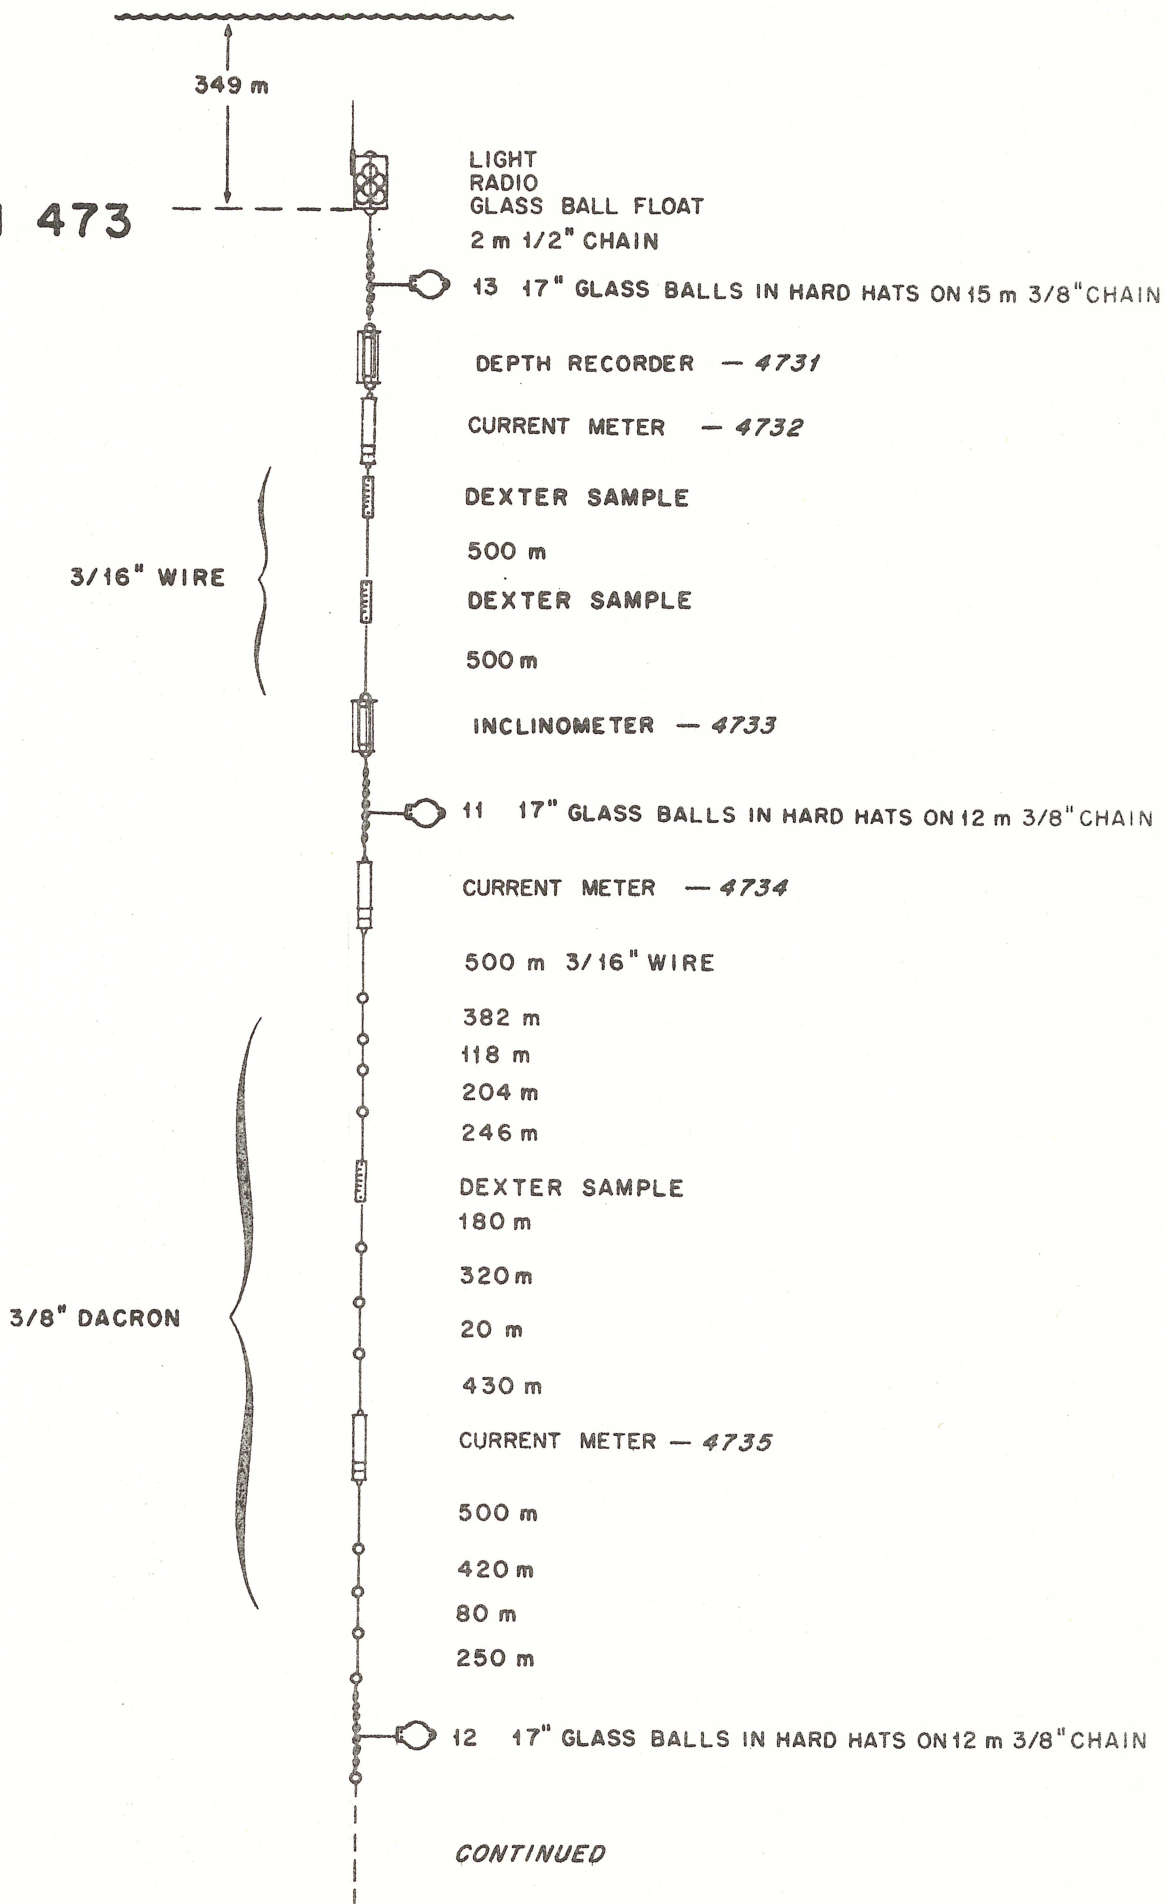 349 m
LIGHT
RADIO
GLASS BALL FLOAT
473
2 m 1/2" CHAIN
13 17" GLASS BALLS IN HARD HATS ON 15 m 3/8" CHAIN
DEPTH RECORDER — 4731
CURRENT METER — 4732
DEXTER SAMPLE
500 m
3/16" WIRE
DEXTER SAMPLE
500 m
INCLINOMETER — 4733
11 17" GLASS BALLS IN HARD HATS ON 12 m 3/8" CHAIN
CURRENT METER — 4734
500 m 3/16" WIRE
382 m
118 m
204 m
246 m
DEXTER SAMPLE
180 m
320 m
3/8" DACRON
20 m
430 m
CURRENT METER — 4735
500 m
420 m
80 m
250 m
12 17" GLASS BALLS IN HARD HATS ON 12 m 3/8" CHAIN
CONTINUED